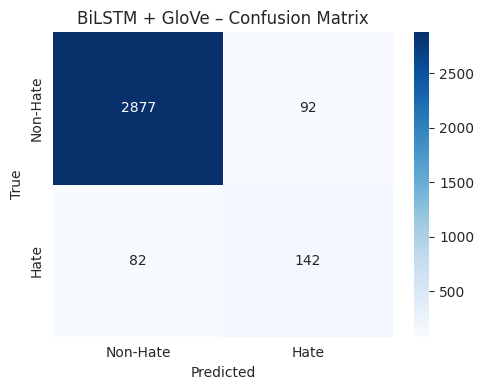 BiLSTM + GloVe – Confusion Matrix
True
Non-Hate
Hate
2877
92
82
142
Non-Hate
Hate
Predicted
2500
2000
1500
1000
500